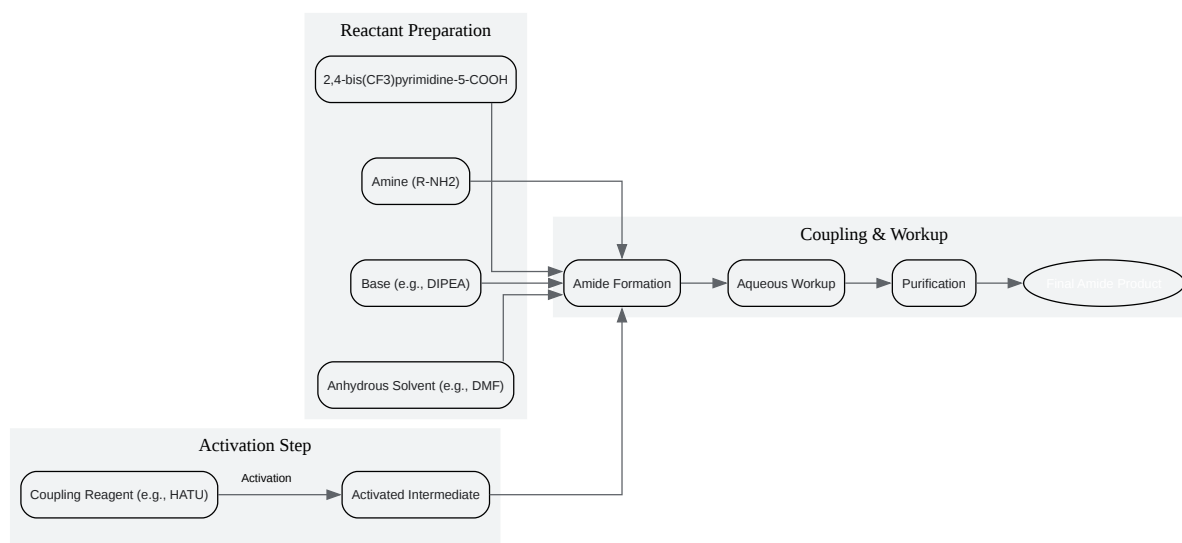 Reactant Preparation
2,4-bis(CF3)pyrimidine-5-COOH
Amine (R-NH2)
Base (e.g., DIPEA)
Anhydrous Solvent (e.g., DMF)
Coupling & Workup
Amide Formation
Aqueous Workup
Purification
Final Amide Product
Activation Step
Coupling Reagent (e.g., HATU)
Activation
Activated Intermediate